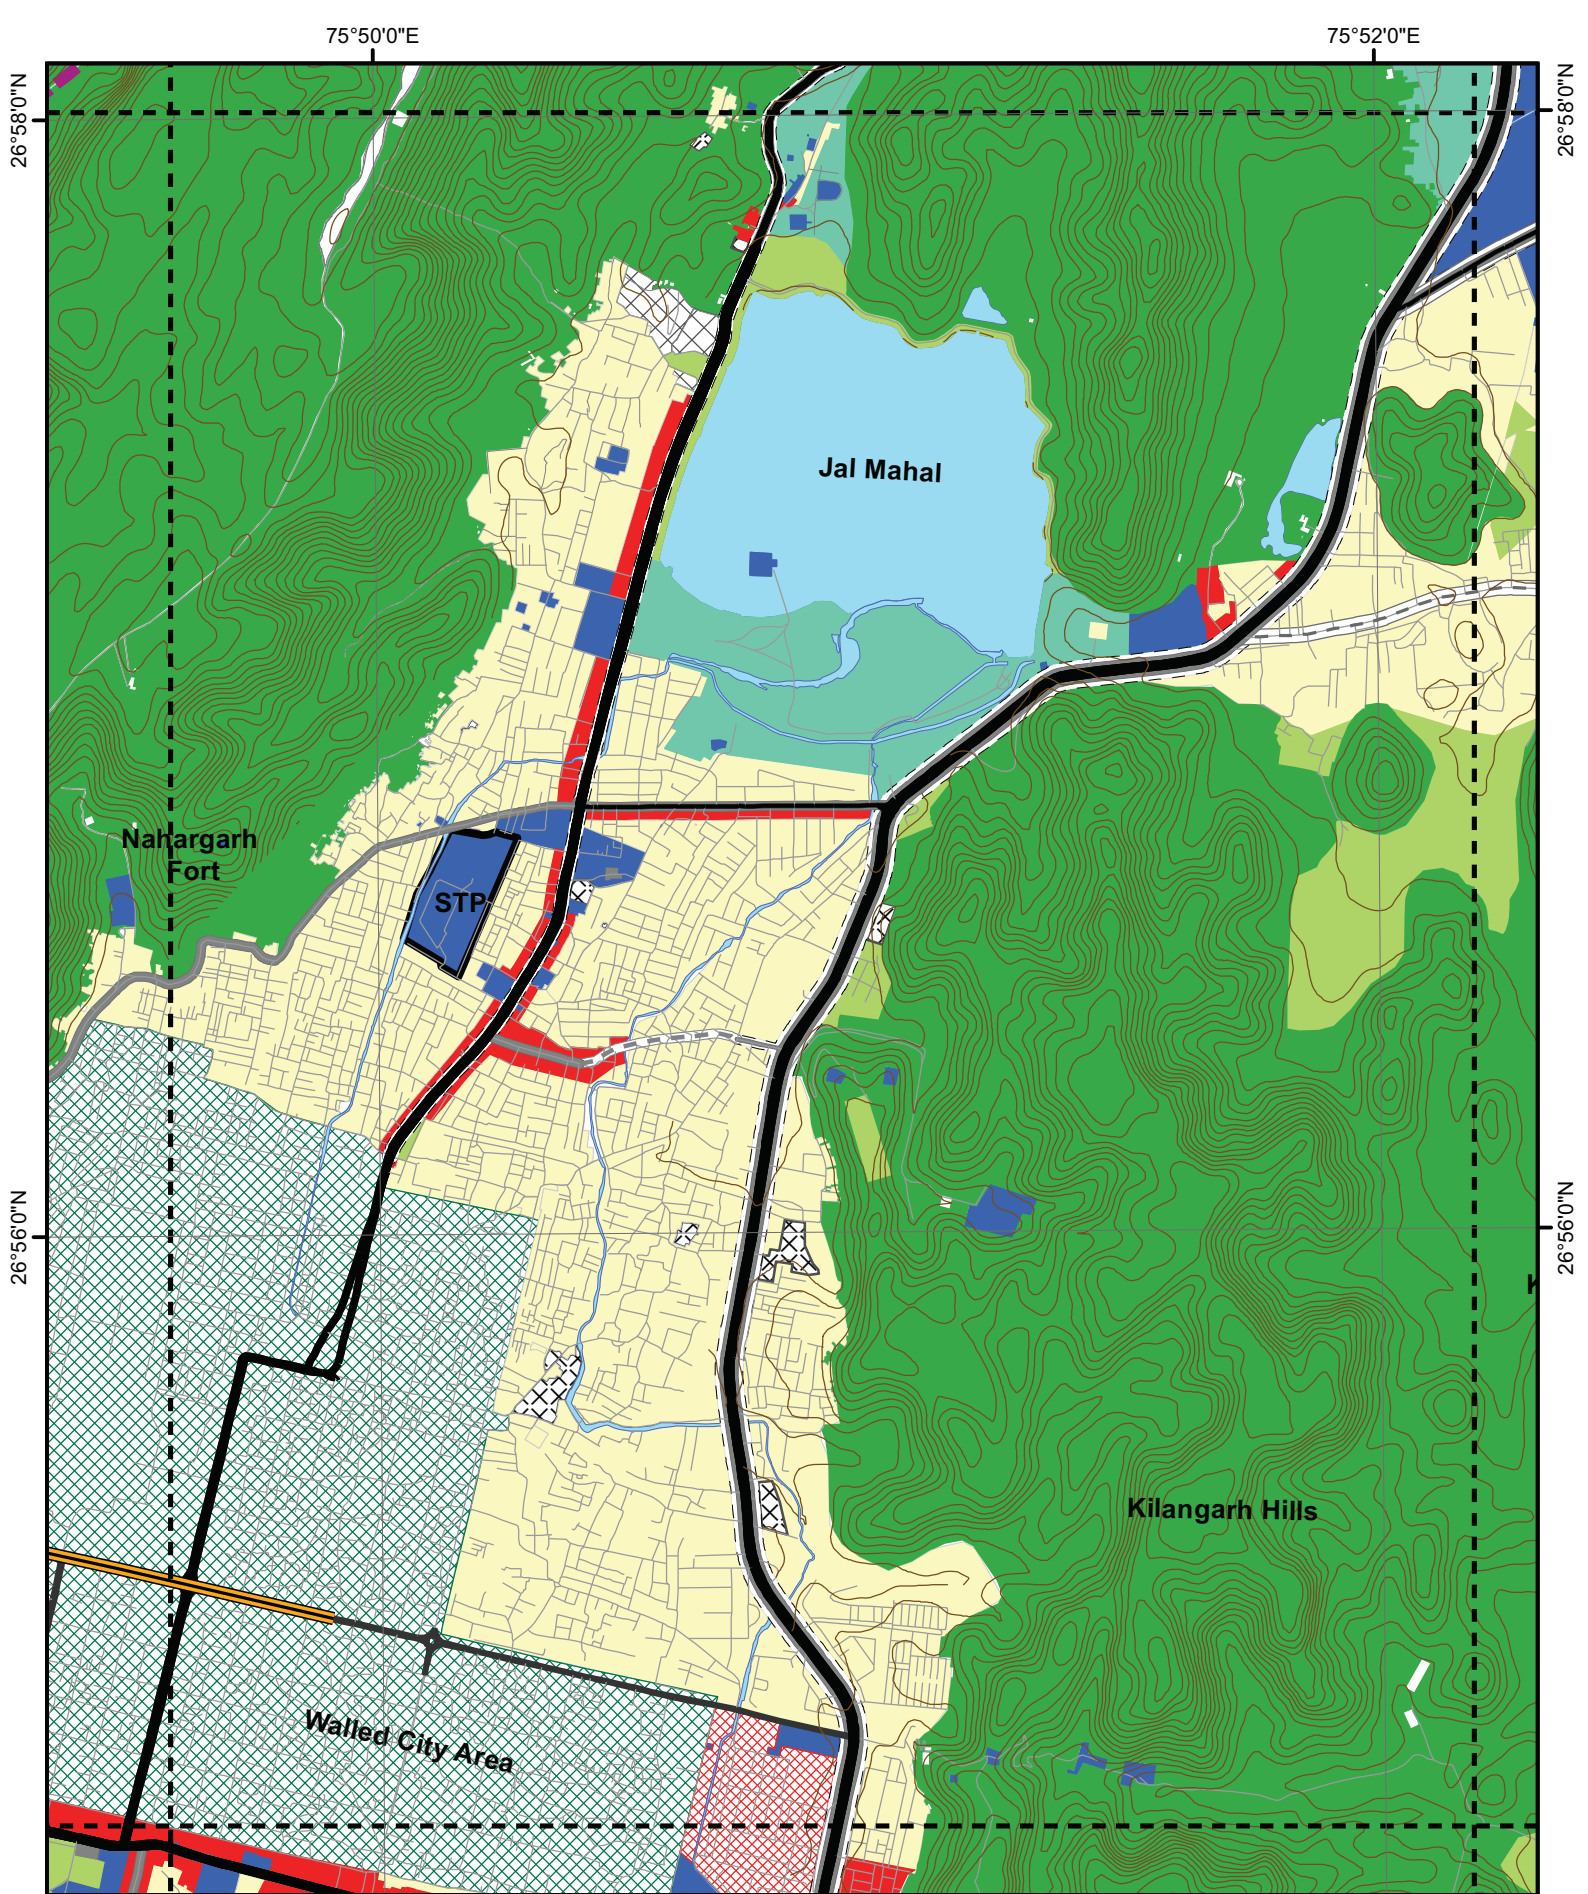 75°50'0"E
75°52'0"E
26°58'0"N
26°58'0"N
Jal Mahal
Nahargarh
Fort
STP
26°56'0"N
26°56'0"N
K
Kilangarh Hills
Walled City Area